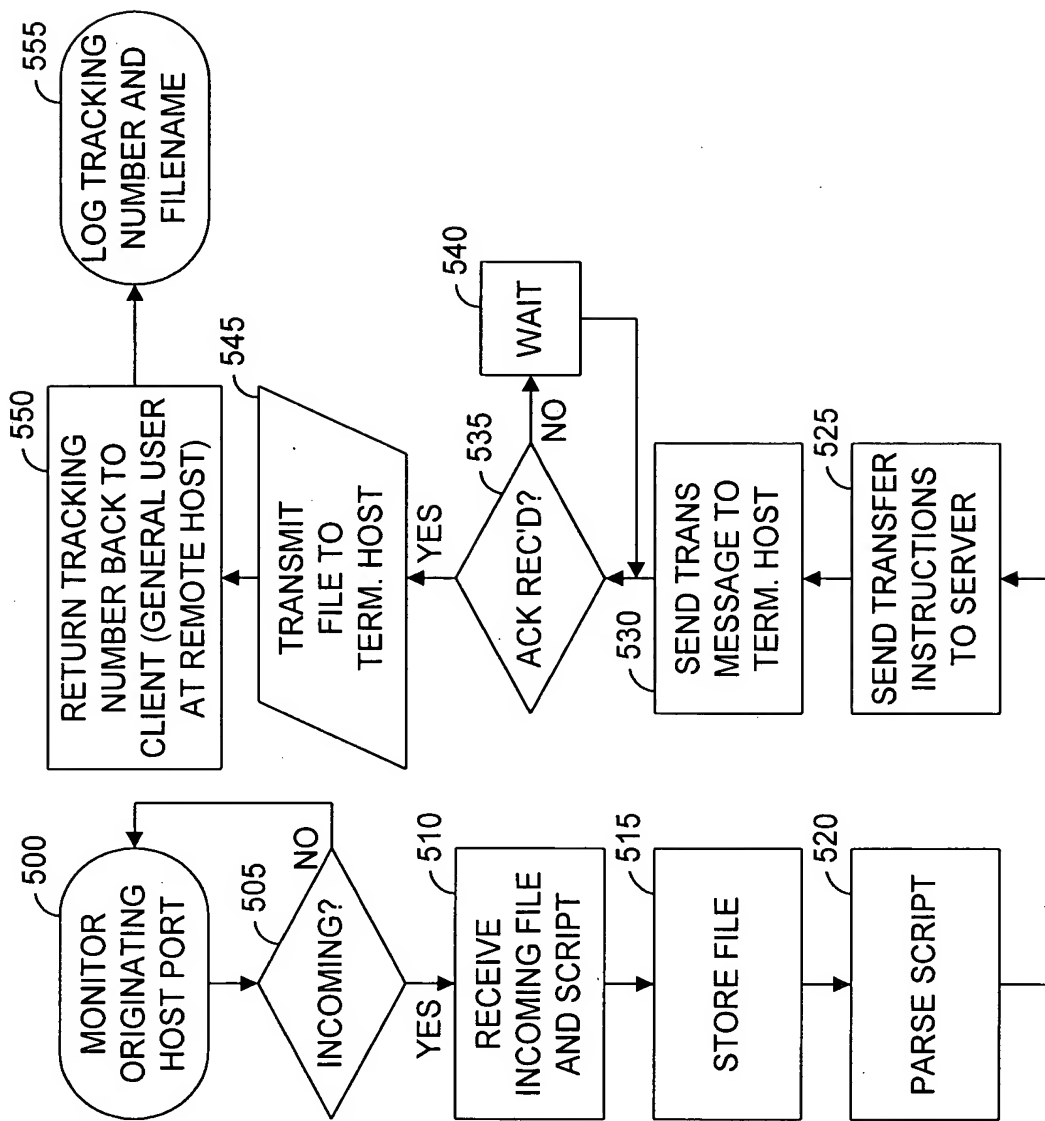 500
MONITOR
ORIGINATING
HOST PORT
505
INCOMING?
NO
YES
510
RECEIVE
INCOMING FILE
AND SCRIPT
515
STORE FILE
520
PARSE SCRIPT
525
SEND TRANSFER
INSTRUCTIONS
TO SERVER
530
SEND TRANS
MESSAGE TO
TERM. HOST
535
ACK REC'D?
NO
540
WAIT
YES
545
TRANSMIT
FILE TO
TERM. HOST
550
RETURN TRACKING
NUMBER BACK TO
CLIENT (GENERAL USER
AT REMOTE HOST)
555
LOG TRACKING
NUMBER AND
FILENAME